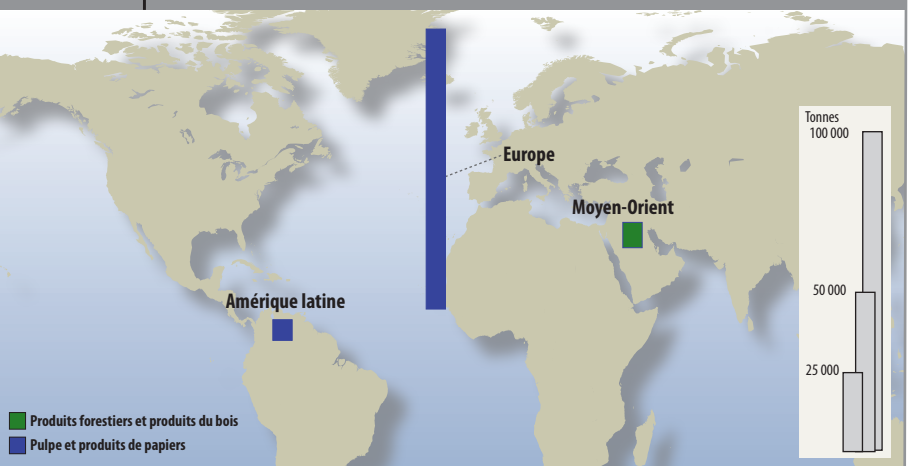 Tonnes
100 000
Europe
Moyen-Orient
50 000
Amérique latine
25 000
Produits forestiers et produits du bois
Pulpe et produits de papiers